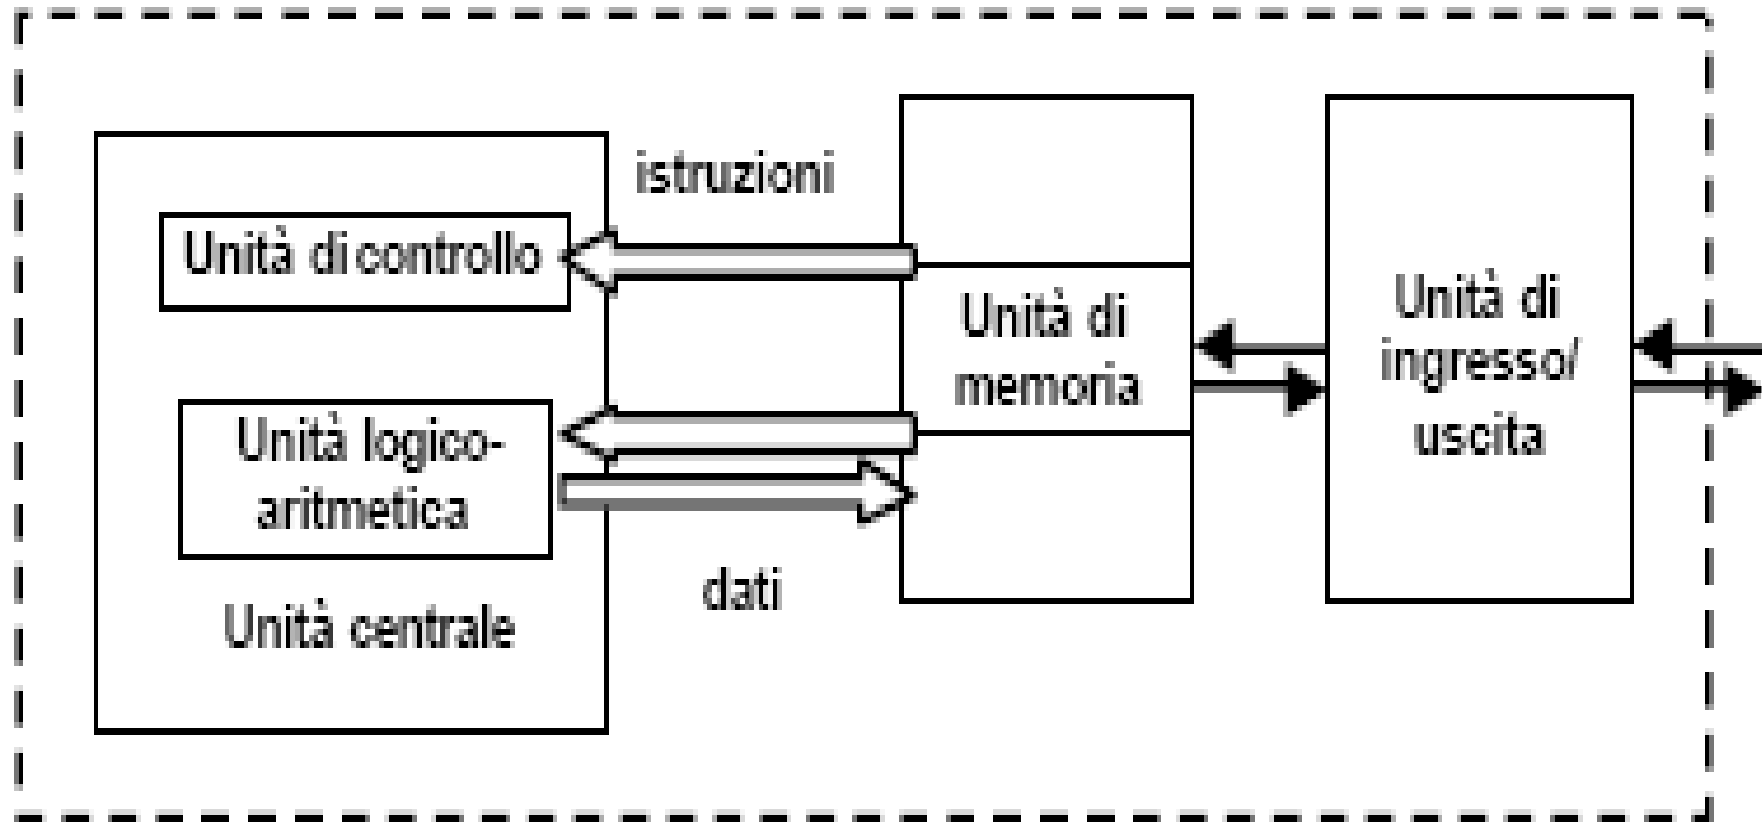 istruzioni
Unità di controllo
Unità logico-
aritmetica
Unità centrale
dati
Unità di
memoria
Unità di
ingresso/
uscita